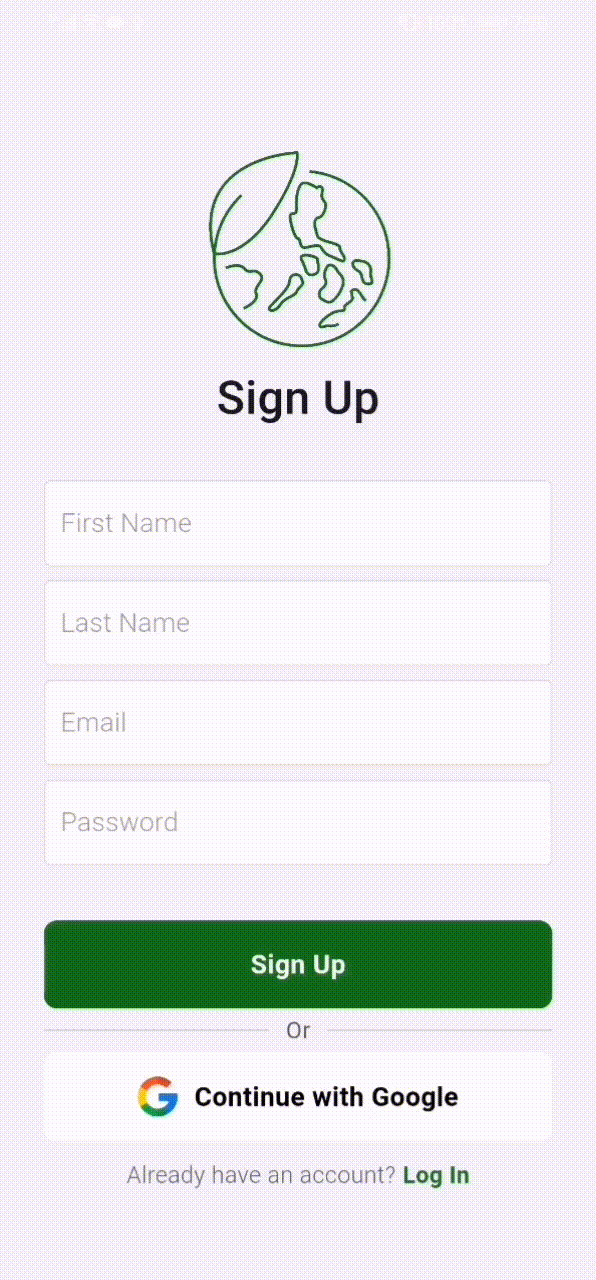 Sign Up
First Name
Last Name
Email
Password
Sign Up
Or
Continue with Google
Already have an account? Log In